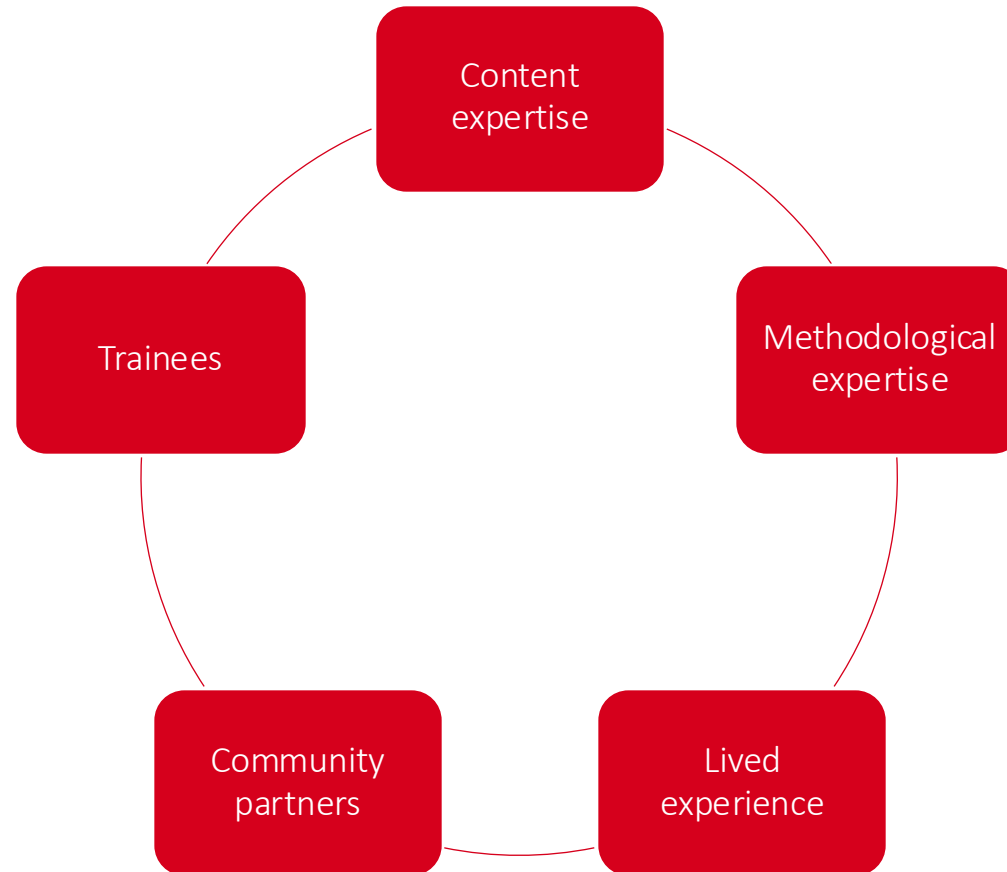 Content
expertise
Methodological
expertise
Lived
experience
Community
partners
Trainees